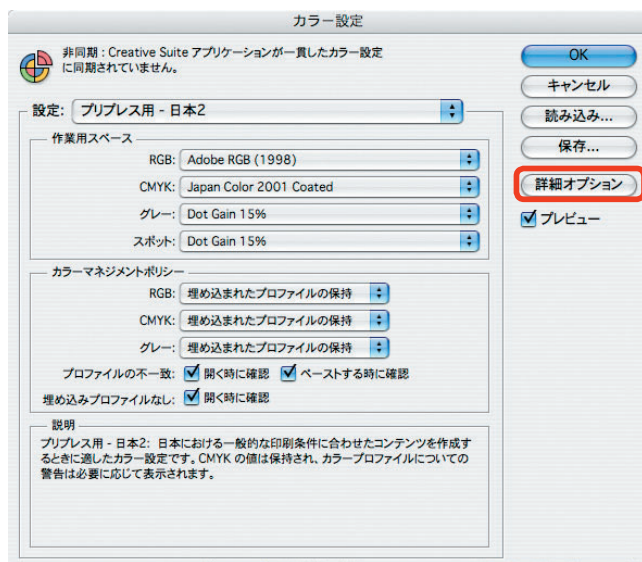 カラー設定
非同期 : Creative Suite アプリケーションが一貫したカラー設定
に同期されていません。
OK
キャンセル
読み込み...
保存...
詳細オプション
プレビュー
設定: プリプレス用 - 日本2
作業用スペース
RGB: Adobe RGB (1998)
CMYK: Japan Color 2001 Coated
グレー: Dot Gain 15%
スポット: Dot Gain 15%
カラーマネジメントポリシー
RGB: 埋め込まれたプロファイルの保持
CMYK: 埋め込まれたプロファイルの保持
グレー: 埋め込まれたプロファイルの保持
プロファイルの不一致: 開く時に確認 ペーストする時に確認
埋め込みプロファイルなし: 開く時に確認
説明
プリプレス用 - 日本2: 日本における一般的な印刷条件に合わせたコンテンツを作成す
るときに適したカラー設定です。CMYK の値は保持され、カラープロファイルについての
警告は必要に応じて表示されます。